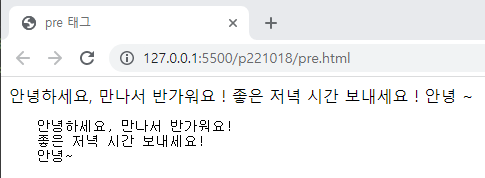 pre 태그
127.0.0.1:5500/p221018/pre.html
안녕하세요, 만나서 반가워요 ! 좋은 저녁 시간 보내세요 ! 안녕 ~
안녕하세요, 만나서 반가워요!
좋은 저녁 시간 보내세요!
안녕~